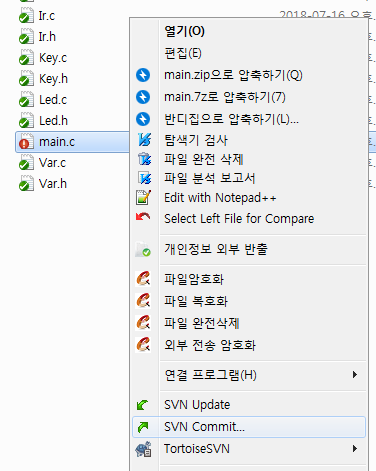 Ir.c
2018-07-16 오후
Ir.h
Key.c
Key.h
Led.c
Led.h
main.c
Var.c
Var.h
열기(O)
편집(E)
main.zip으로 압축하기(Q)
main.7z로 압축하기(7)
반디집으로 압축하기(L)...
탐색기 검사
파일 완전 삭제
파일 분석 보고서
Edit with Notepad++
Select Left File for Compare
개인정보 외부 반출
파일암호화
파일 복호화
파일 완전삭제
외부 전송 암호화
연결 프로그램(H)
SVN Update
SVN Commit...
TortoiseSVN